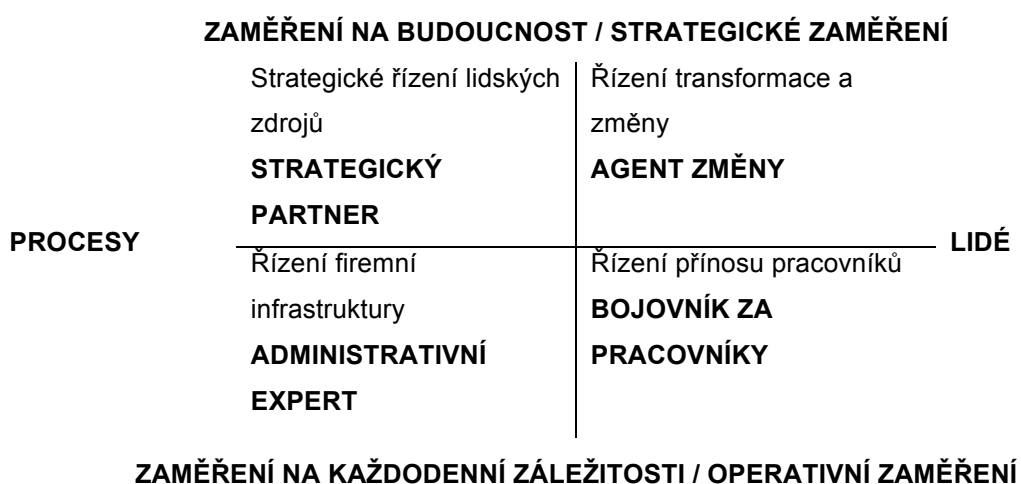 ZAMĚŘENÍ NA BUDOUCNOST / STRATEGICKÉ ZAMĚŘENÍ
Strategické řízení lidských
zdrojů
STRATEGICKÝ
PARTNER
Řízení transformace a
změny
AGENT ZMĚNY
PROCESY
LIDÉ
Řízení firemní
infrastruktury
ADMINISTRATIVNÍ
EXPERT
Řízení přínosu pracovníků
BOJOVNÍK ZA
PRACOVNÍKY
ZAMĚŘENÍ NA KAŽDODENNÍ ZÁLEŽITOSTI / OPERATIVNÍ ZAMĚŘENÍ